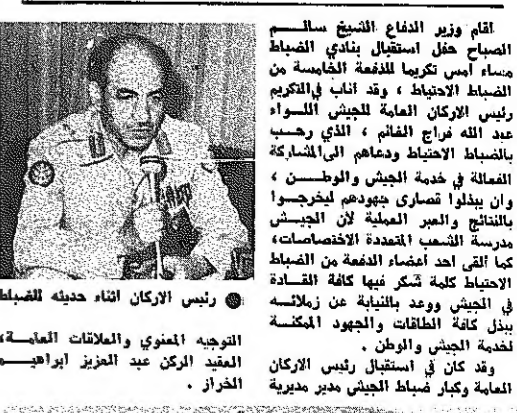 اقام وزير الدفاع الشيخ سالم
الصباح حفل استقبال بنادي الضباط
مساء امس تكريما للدفعة الخامسة من
الضباط الاحتياط ، وقد اناب في التكريم
رئيس الاركان العامة للجيش اللواء
عبد الله فراج الغانم ، الذي رحب
بالضباط الاحتياط ودعاهم الى المشاركة
الفعالة في خدمة الجيش والوطن ،
وان يبذلوا قصارى جهودهم ليخرجوا
بالنتائج والعبر العملية لأن الجيش
مدرسة الشعب المتعددة الاختصاصات،
كما ألقى احد أعضاء الدفعة من الضباط
الاحتياط كلمة شكر فيها كافة القادة
في الجيش ووعد بالنيابة عن زملائه
ببذل كافة الطاقات والجهود الممكنة
لخدمة الجيش والوطن .
وقد كان في استقبال رئيس الاركان
العامة وكبار ضباط الجيش مدير مديرية
● رئيس الاركان اثناء حديثه للضباط
التوجيه المعنوي والعلاقات العامة،
العقيد الركن عبد العزيز ابراهيم
الخراز .